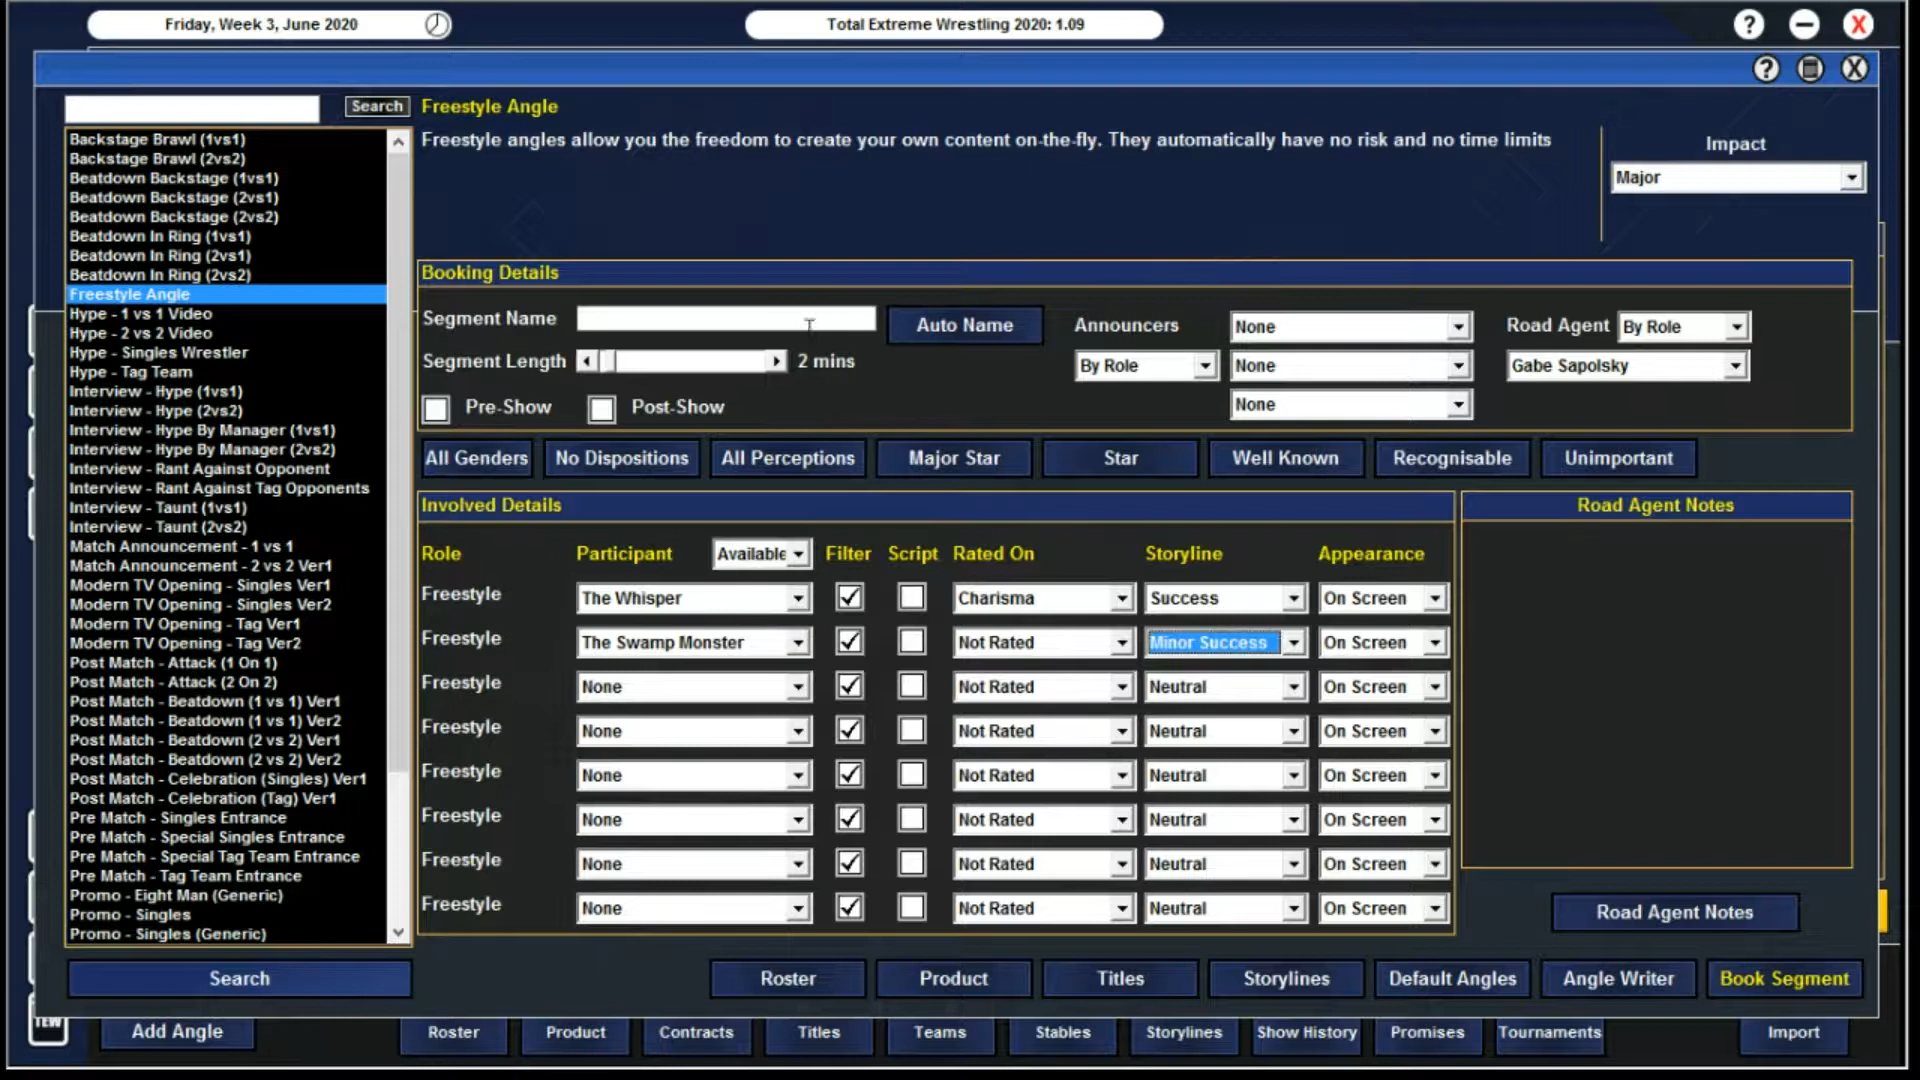 Friday, Week 3, June 2020
Total Extreme Wrestling 2020: 1.09
?
X
?
X
Search
Freestyle Angle
Backstage Brawl (1vs1)
Backstage Brawl (2vs2)
Beatdown Backstage (1vs1)
Beatdown Backstage (2vs1)
Beatdown Backstage (2vs2)
Beatdown In Ring (1vs1)
Beatdown In Ring (2vs1)
Beatdown In Ring (2vs2)
Freestyle Angle
Hype - 1 vs 1 Video
Hype - 2 vs 2 Video
Hype - Singles Wrestler
Hype - Tag Team
Interview - Hype (1vs1)
Interview - Hype (2vs2)
Interview - Hype By Manager (1vs1)
Interview - Hype By Manager (2vs2)
Interview - Rant Against Opponent
Interview - Rant Against Tag Opponents
Interview - Taunt (1vs1)
Interview - Taunt (2vs2)
Match Announcement - 1 vs 1
Match Announcement - 2 vs 2 Ver1
Modern TV Opening - Singles Ver1
Modern TV Opening - Singles Ver2
Modern TV Opening - Tag Ver1
Modern TV Opening - Tag Ver2
Post Match - Attack (1 On 1)
Post Match - Attack (2 On 2)
Post Match - Beatdown (1 vs 1) Ver1
Post Match - Beatdown (1 vs 1) Ver2
Post Match - Beatdown (2 vs 2) Ver1
Post Match - Beatdown (2 vs 2) Ver2
Post Match - Celebration (Singles) Ver1
Post Match - Celebration (Tag) Ver1
Pre Match - Singles Entrance
Pre Match - Special Singles Entrance
Pre Match - Special Tag Team Entrance
Pre Match - Tag Team Entrance
Promo - Eight Man (Generic)
Promo - Singles
Promo - Singles (Generic)
Search
Freestyle angles allow you the freedom to create your own content on-the-fly. They automatically have no risk and no time limits
Impact
Major
Booking Details
Segment Name
Auto Name
Announcers
None
Road Agent
By Role
Segment Length
2 mins
By Role
None
Gabe Sapolsky
Pre-Show
Post-Show
None
All Genders
No Dispositions
All Perceptions
Major Star
Star
Well Known
Recognisable
Unimportant
Involved Details
Road Agent Notes
Role Participant Available Filter Script Rated On Storyline Appearance
Freestyle The Whisper Charisma Success On Screen
Freestyle The Swamp Monster Not Rated Minor Success On Screen
Freestyle None Not Rated Neutral On Screen
Freestyle None Not Rated Neutral On Screen
Freestyle None Not Rated Neutral On Screen
Freestyle None Not Rated Neutral On Screen
Freestyle None Not Rated Neutral On Screen
Freestyle None Not Rated Neutral On Screen
Road Agent Notes
Roster
Product
Titles
Storylines
Default Angles
Angle Writer
Book Segment
TEW
Add Angle
Roster
Product
Contracts
Titles
Teams
Stables
Storylines
Show History
Promises
Tournaments
Import